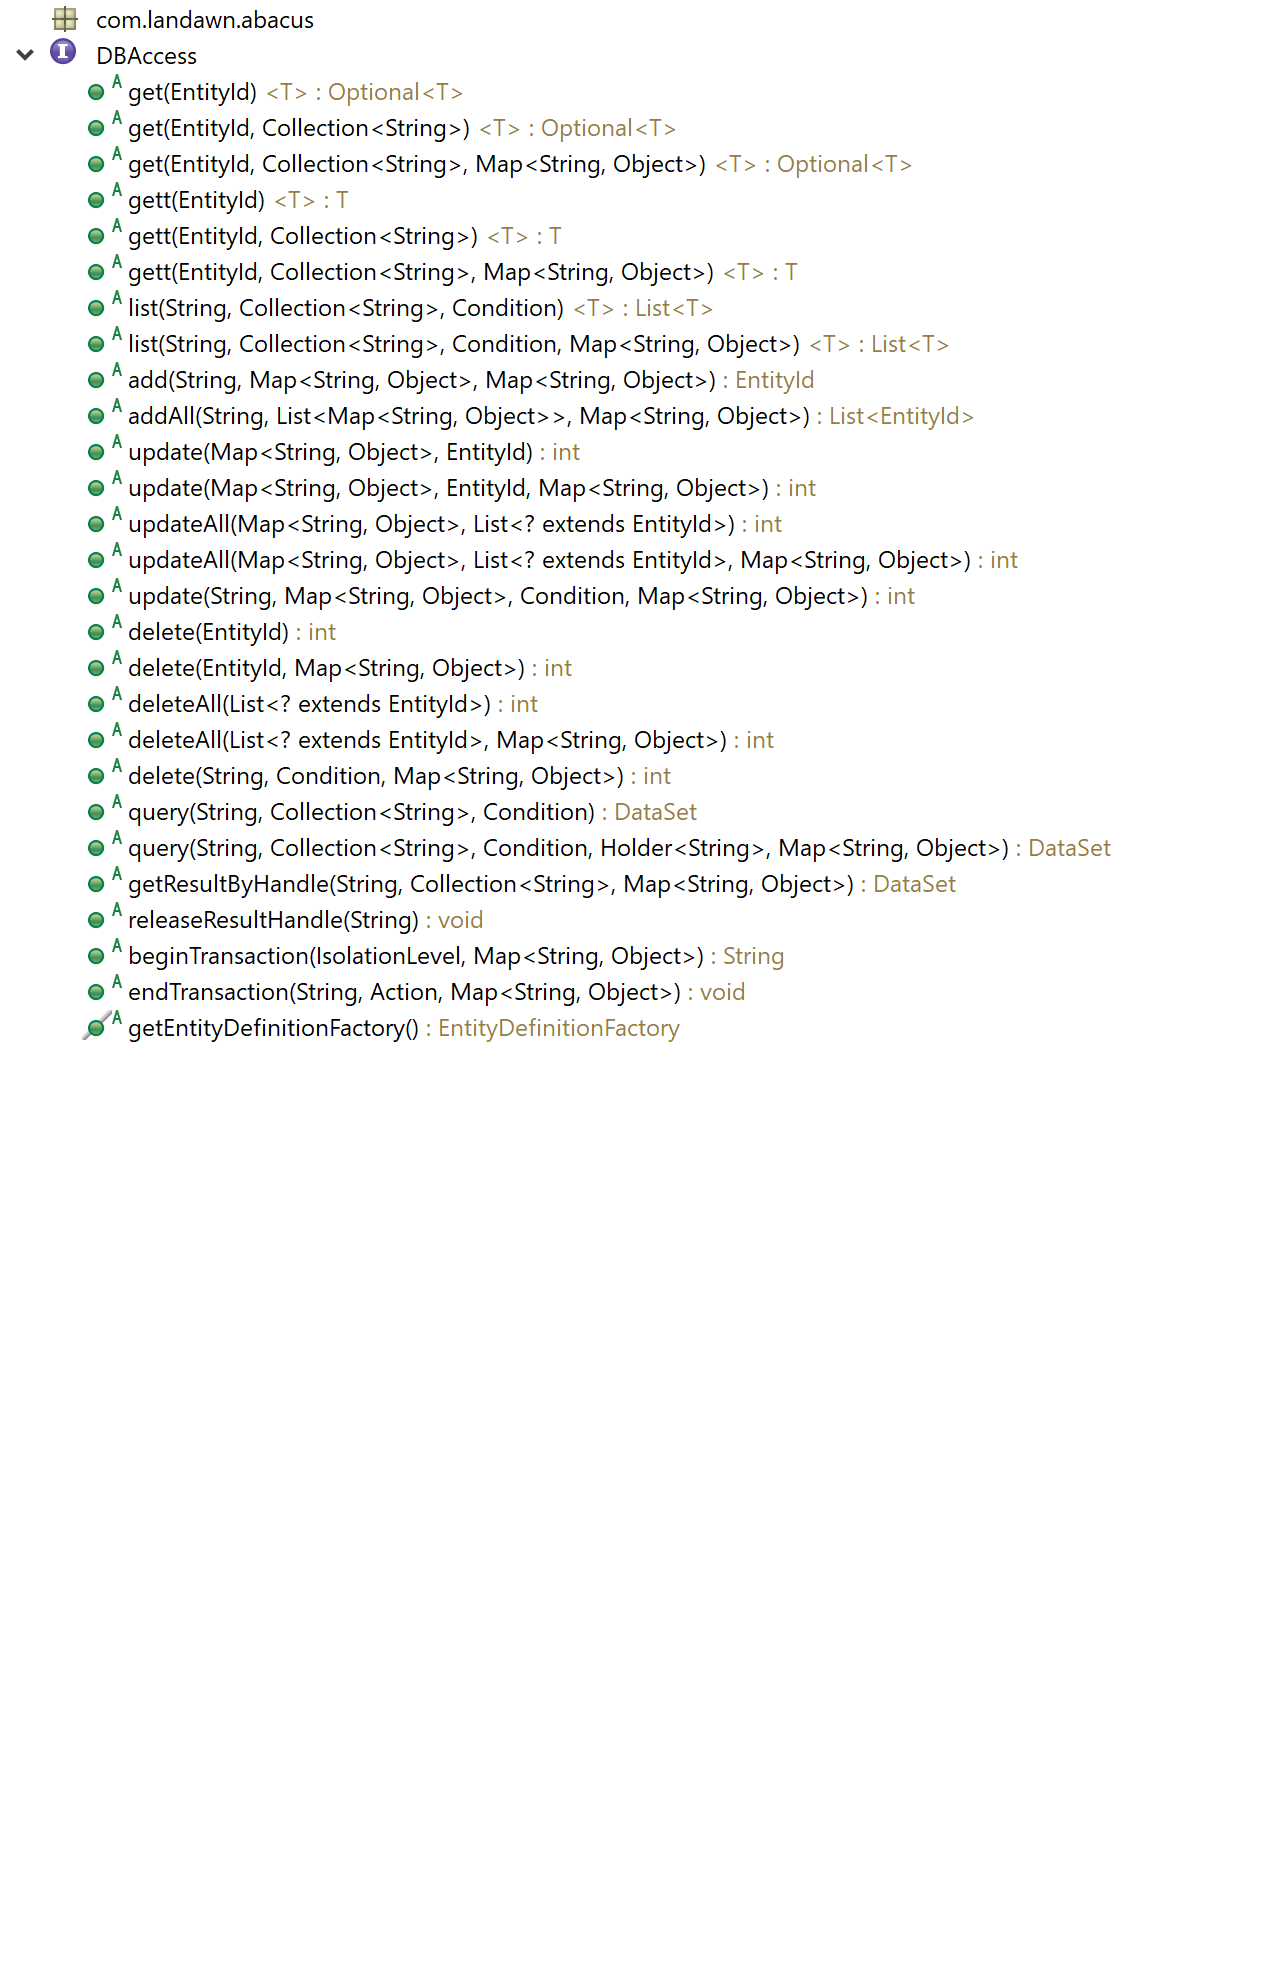 com.landawn.abacus
I DBAccess
A get(EntityId) <T> : Optional<T>
A get(EntityId, Collection<String>) <T> : Optional<T>
A get(EntityId, Collection<String>, Map<String, Object>) <T> : Optional<T>
A gett(EntityId) <T> : T
A gett(EntityId, Collection<String>) <T> : T
A gett(EntityId, Collection<String>, Map<String, Object>) <T> : T
A list(String, Collection<String>, Condition) <T> : List<T>
A list(String, Collection<String>, Condition, Map<String, Object>) <T> : List<T>
A add(String, Map<String, Object>, Map<String, Object>) : EntityId
A addAll(String, List<Map<String, Object>>, Map<String, Object>) : List<EntityId>
A update(Map<String, Object>, EntityId) : int
A update(Map<String, Object>, EntityId, Map<String, Object>) : int
A updateAll(Map<String, Object>, List<? extends EntityId>) : int
A updateAll(Map<String, Object>, List<? extends EntityId>, Map<String, Object>) : int
A update(String, Map<String, Object>, Condition, Map<String, Object>) : int
A delete(EntityId) : int
A delete(EntityId, Map<String, Object>) : int
A deleteAll(List<? extends EntityId>) : int
A deleteAll(List<? extends EntityId>, Map<String, Object>) : int
A delete(String, Condition, Map<String, Object>) : int
A query(String, Collection<String>, Condition) : DataSet
A query(String, Collection<String>, Condition, Holder<String>, Map<String, Object>) : DataSet
A getResultByHandle(String, Collection<String>, Map<String, Object>) : DataSet
A releaseResultHandle(String) : void
A beginTransaction(IsolationLevel, Map<String, Object>) : String
A endTransaction(String, Action, Map<String, Object>) : void
A getEntityDefinitionFactory() : EntityDefinitionFactory